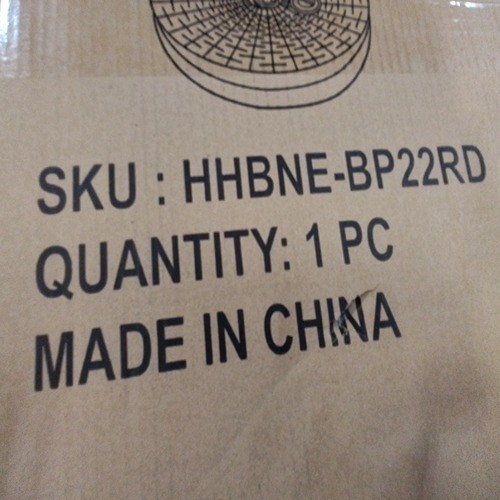 SKU : HHBNE-BP22RD
QUANTITY: 1 PC
MADE IN CHINA